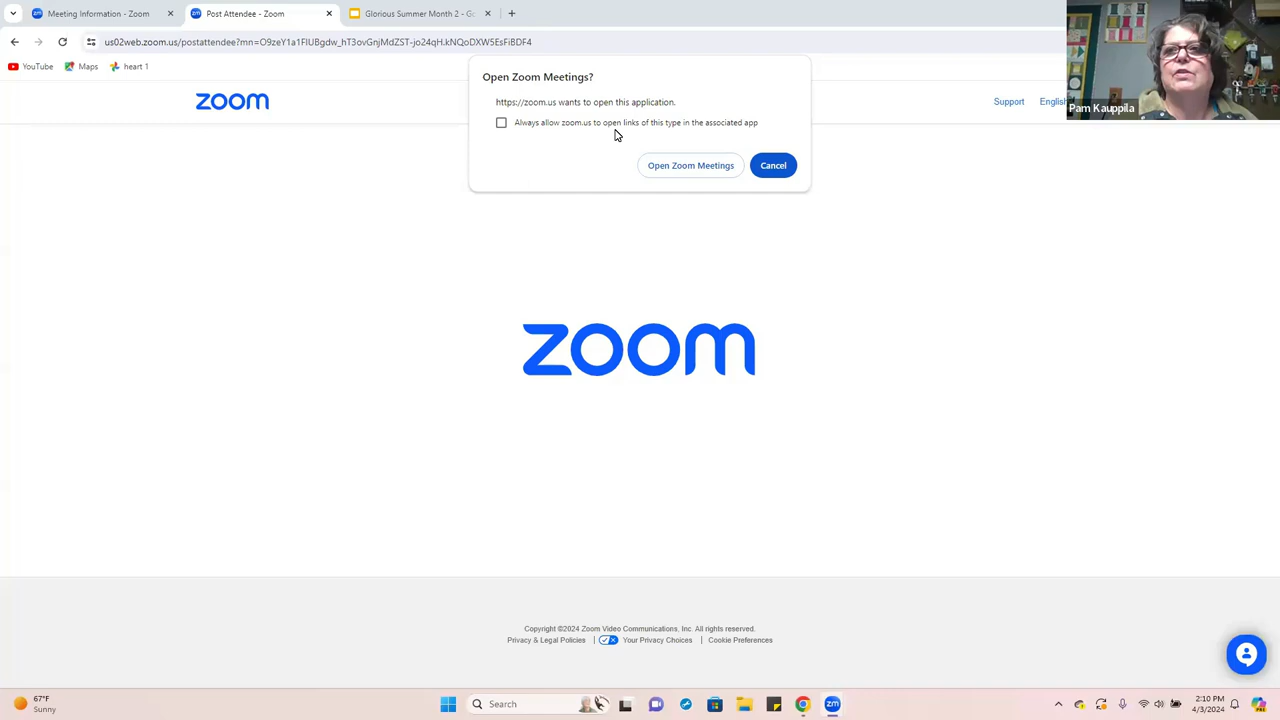 Meeting Information - Zoom
Post Attendee - Zoom
Glorious Summer Month 2 - Go
us02web.zoom.us/postattendee?mn=
YouTube
Maps
heart 1
zoom
Open Zoom Meetings?
https://zoom.us wants to open this application.
Always allow zoom.us to open links of this type in the associated app
Open Zoom Meetings
Cancel
Support
English
Pam Kauppila
zoom
Copyright ©2024 Zoom Video Communications, Inc. All rights reserved.
Privacy & Legal Policies | Your Privacy Choices | Cookie Preferences
67°F
Sunny
Search
zm
2:10 PM
4/3/2024